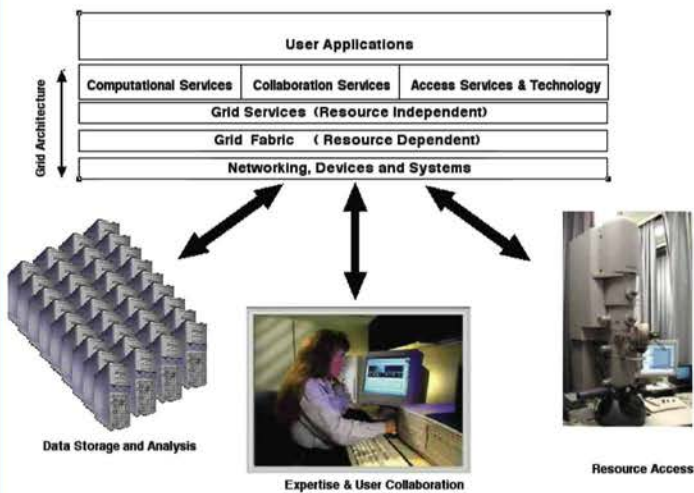 User Applications
Grid Architecture
Computational Services
Collaboration Services
Access Services & Technology
Grid Services (Resource Independent)
Grid Fabric ( Resource Dependent)
Networking, Devices and Systems
Data Storage and Analysis
Expertise & User Collaboration
Resource Access